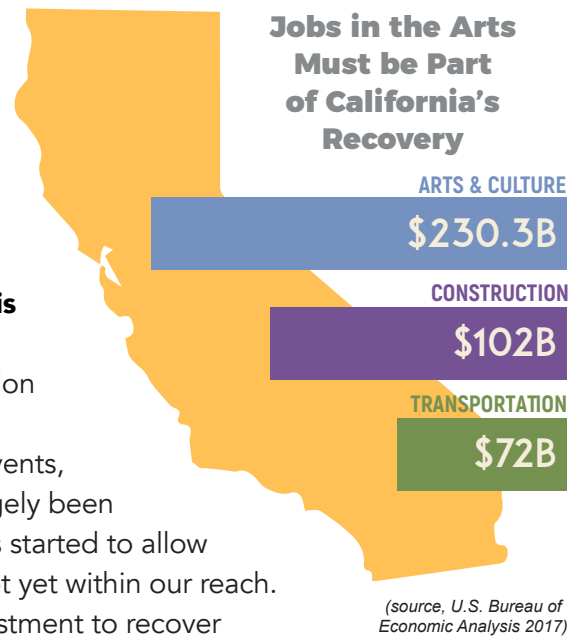 Jobs in the Arts
Must be Part
of California's
Recovery
ARTS & CULTURE
$230.3B
CONSTRUCTION
$102B
TRANSPORTATION
$72B
(source, U.S. Bureau of
Economic Analysis 2017)
is
ion
vents,
gely been
s started to allow
t yet within our reach.
stment to recover